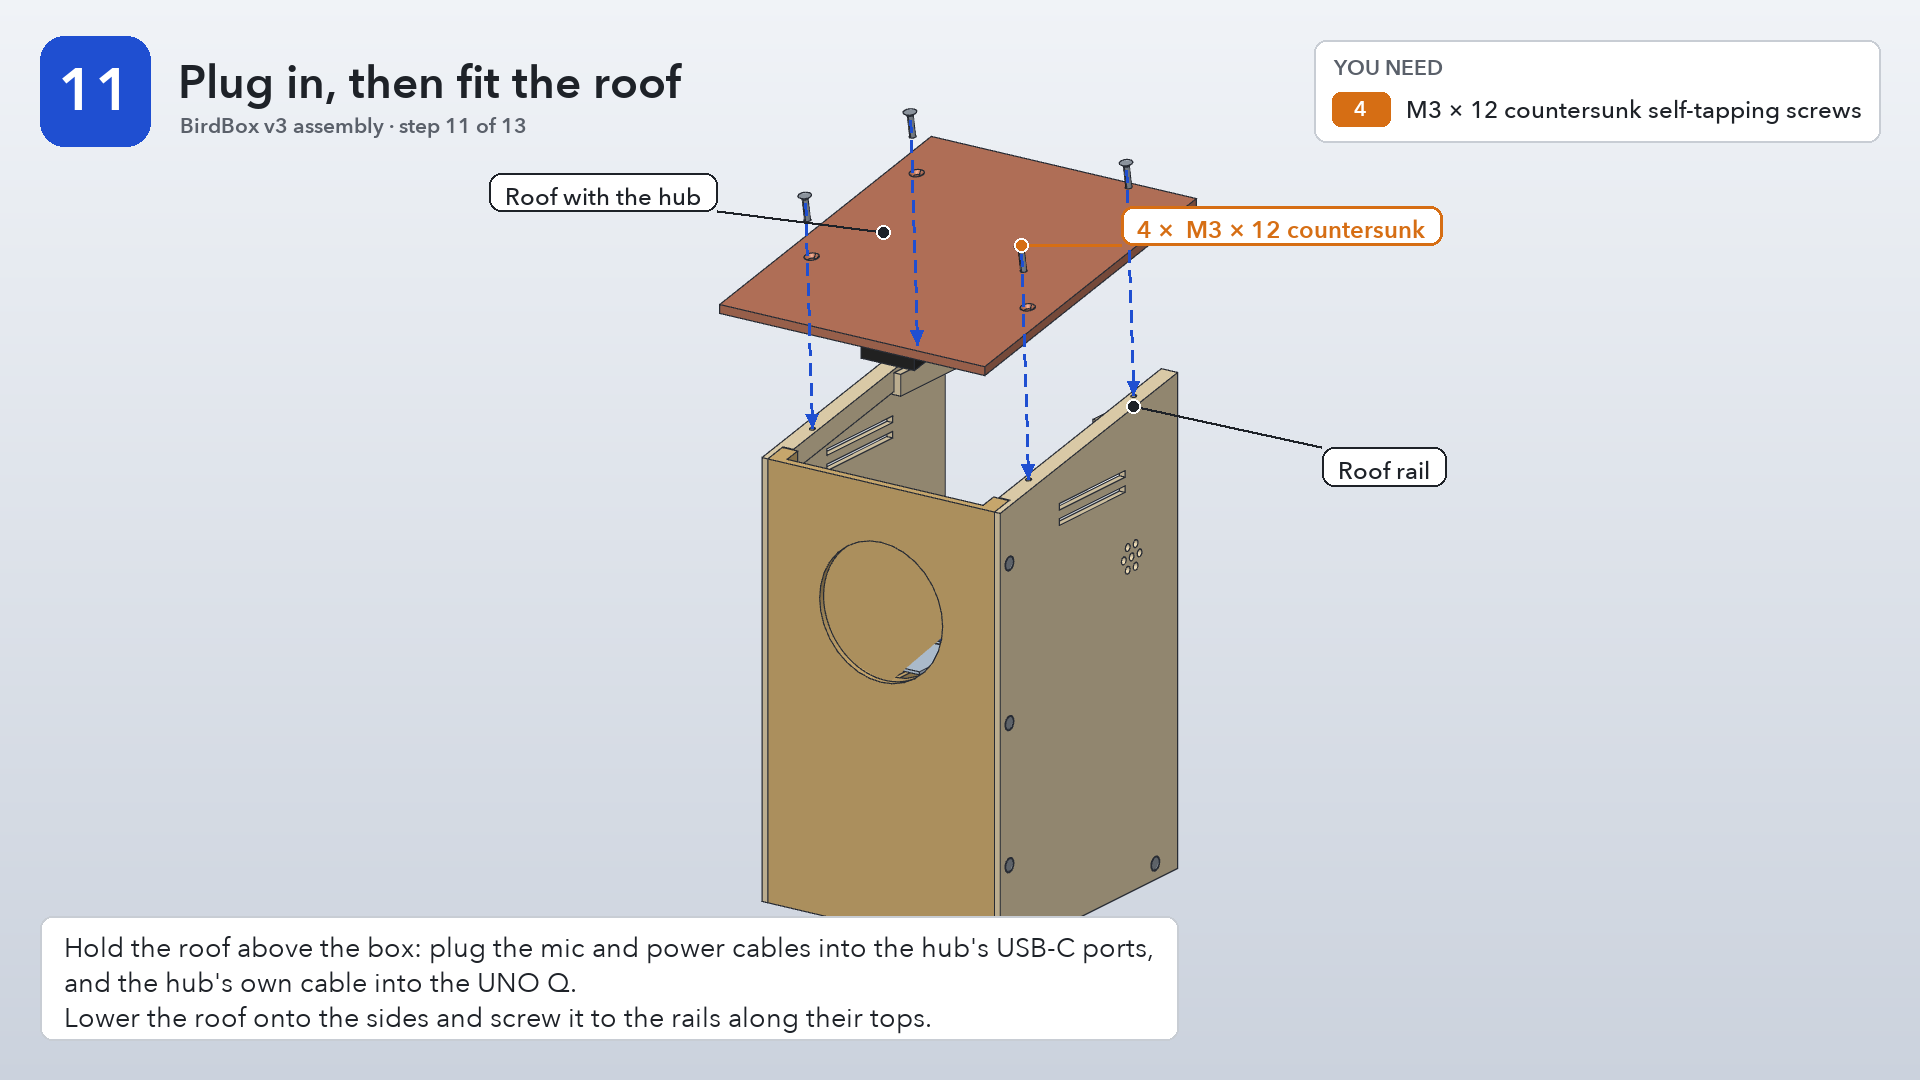 11
Plug in, then fit the roof
BirdBox v3 assembly · step 11 of 13
YOU NEED
4 M3 × 12 countersunk self-tapping screws
Roof with the hub
4 × M3 × 12 countersunk
Roof rail
Hold the roof above the box: plug the mic and power cables into the hub's USB-C ports,
and the hub's own cable into the UNO Q.
Lower the roof onto the sides and screw it to the rails along their tops.